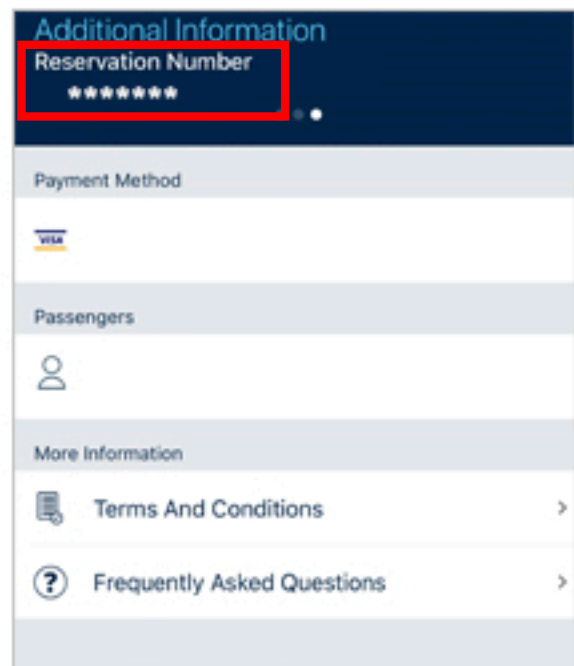 Additional Information
Reservation Number
*******
Payment Method
VISA
Passengers
More Information
Terms And Conditions
Frequently Asked Questions